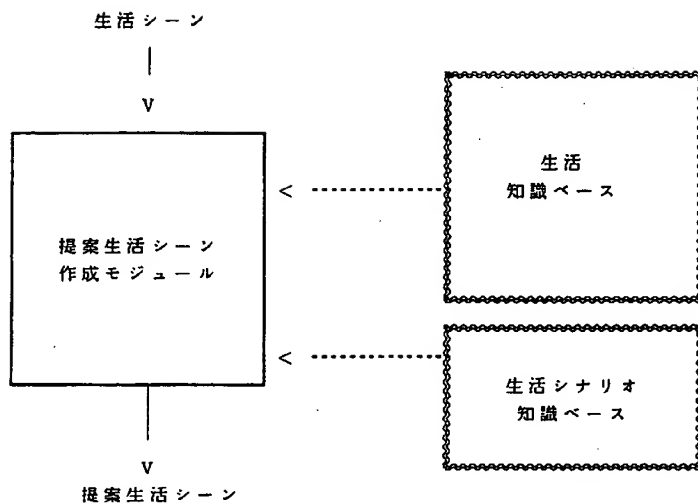 生活シーン
V
生活
知識ベース
<
提案生活シーン
作成モジュール
<
生活シナリオ
知識ベース
V
提案生活シーン